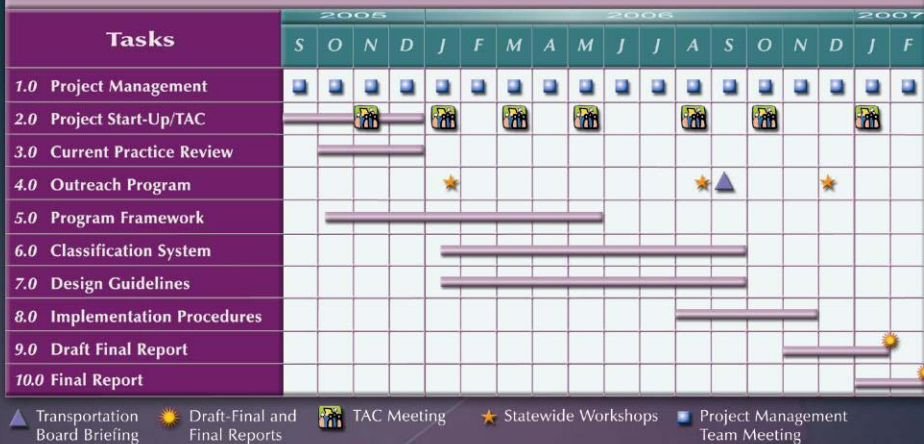 2005 2006 2007
Tasks S O N D J F M A M J J A S O N D J F
1.0 Project Management
2.0 Project Start-Up/TAC
3.0 Current Practice Review
4.0 Outreach Program
5.0 Program Framework
6.0 Classification System
7.0 Design Guidelines
8.0 Implementation Procedures
9.0 Draft Final Report
10.0 Final Report
Transportation
Board Briefing
Draft-Final and
Final Reports
TAC Meeting
Statewide Workshops
Project Management
Team Meeting